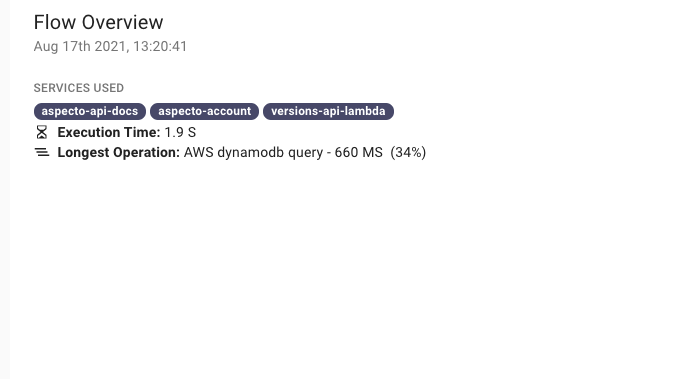 Flow Overview
Aug 17th 2021, 13:20:41
SERVICES USED
aspecto-api-docs aspecto-account versions-api-lambda
Execution Time: 1.9 S
Longest Operation: AWS dynamodb query - 660 MS (34%)